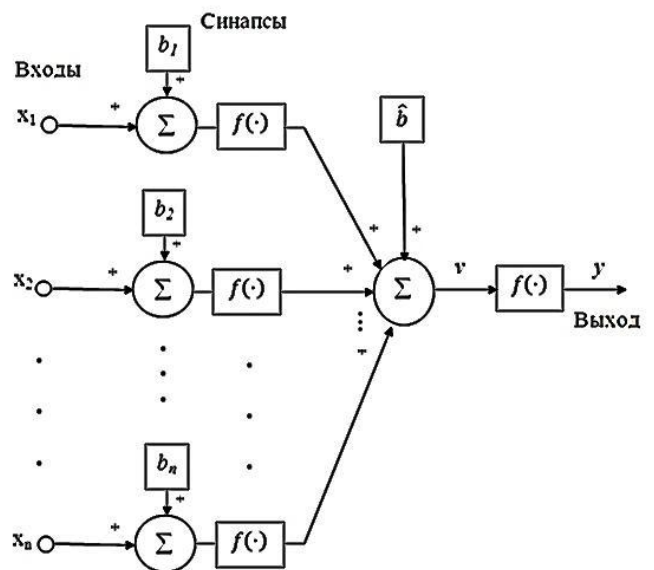 Синапсы
b₁
Входы
+
x₁ + Σ f(·) b̂
b₂ + +
+
x₂ + Σ f(·) + Σ v f(·) y
Выход
+
bₙ
+
xₙ + Σ f(·)